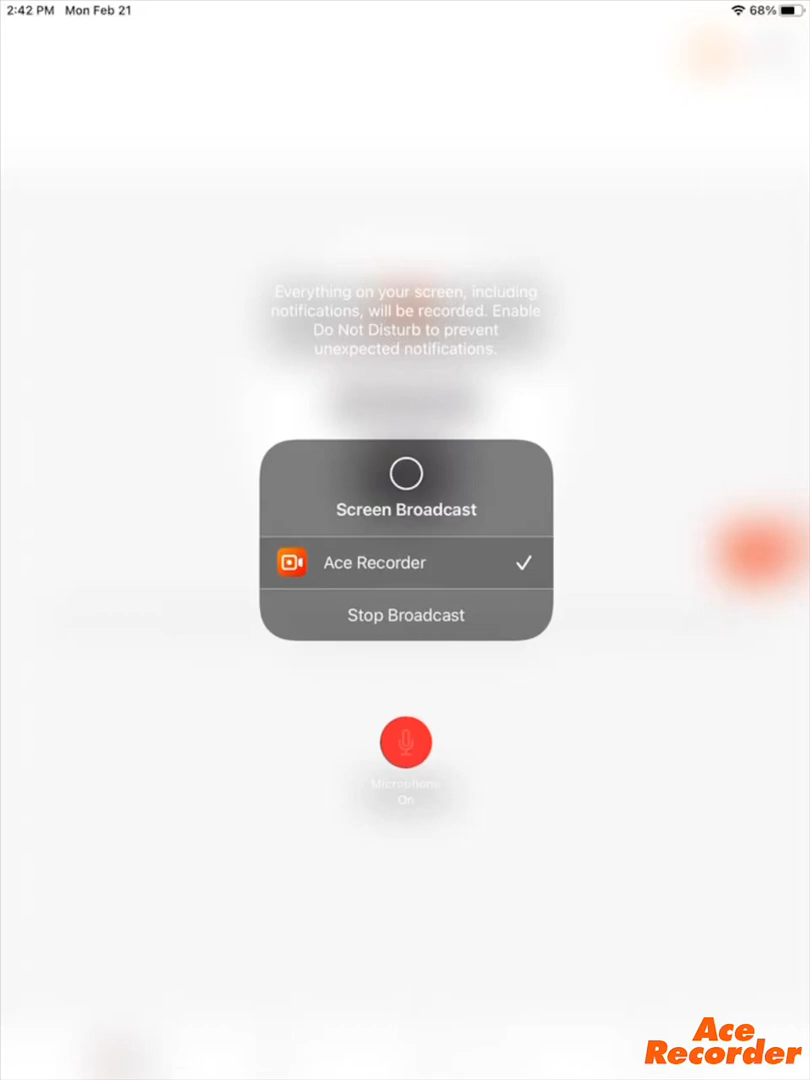 2:42 PM Mon Feb 21
68%
Everything on your screen, including
notifications, will be recorded. Enable
Do Not Disturb to prevent
unexpected notifications.
Screen Broadcast
Ace Recorder
Stop Broadcast
Microphone
On
Ace
Recorder